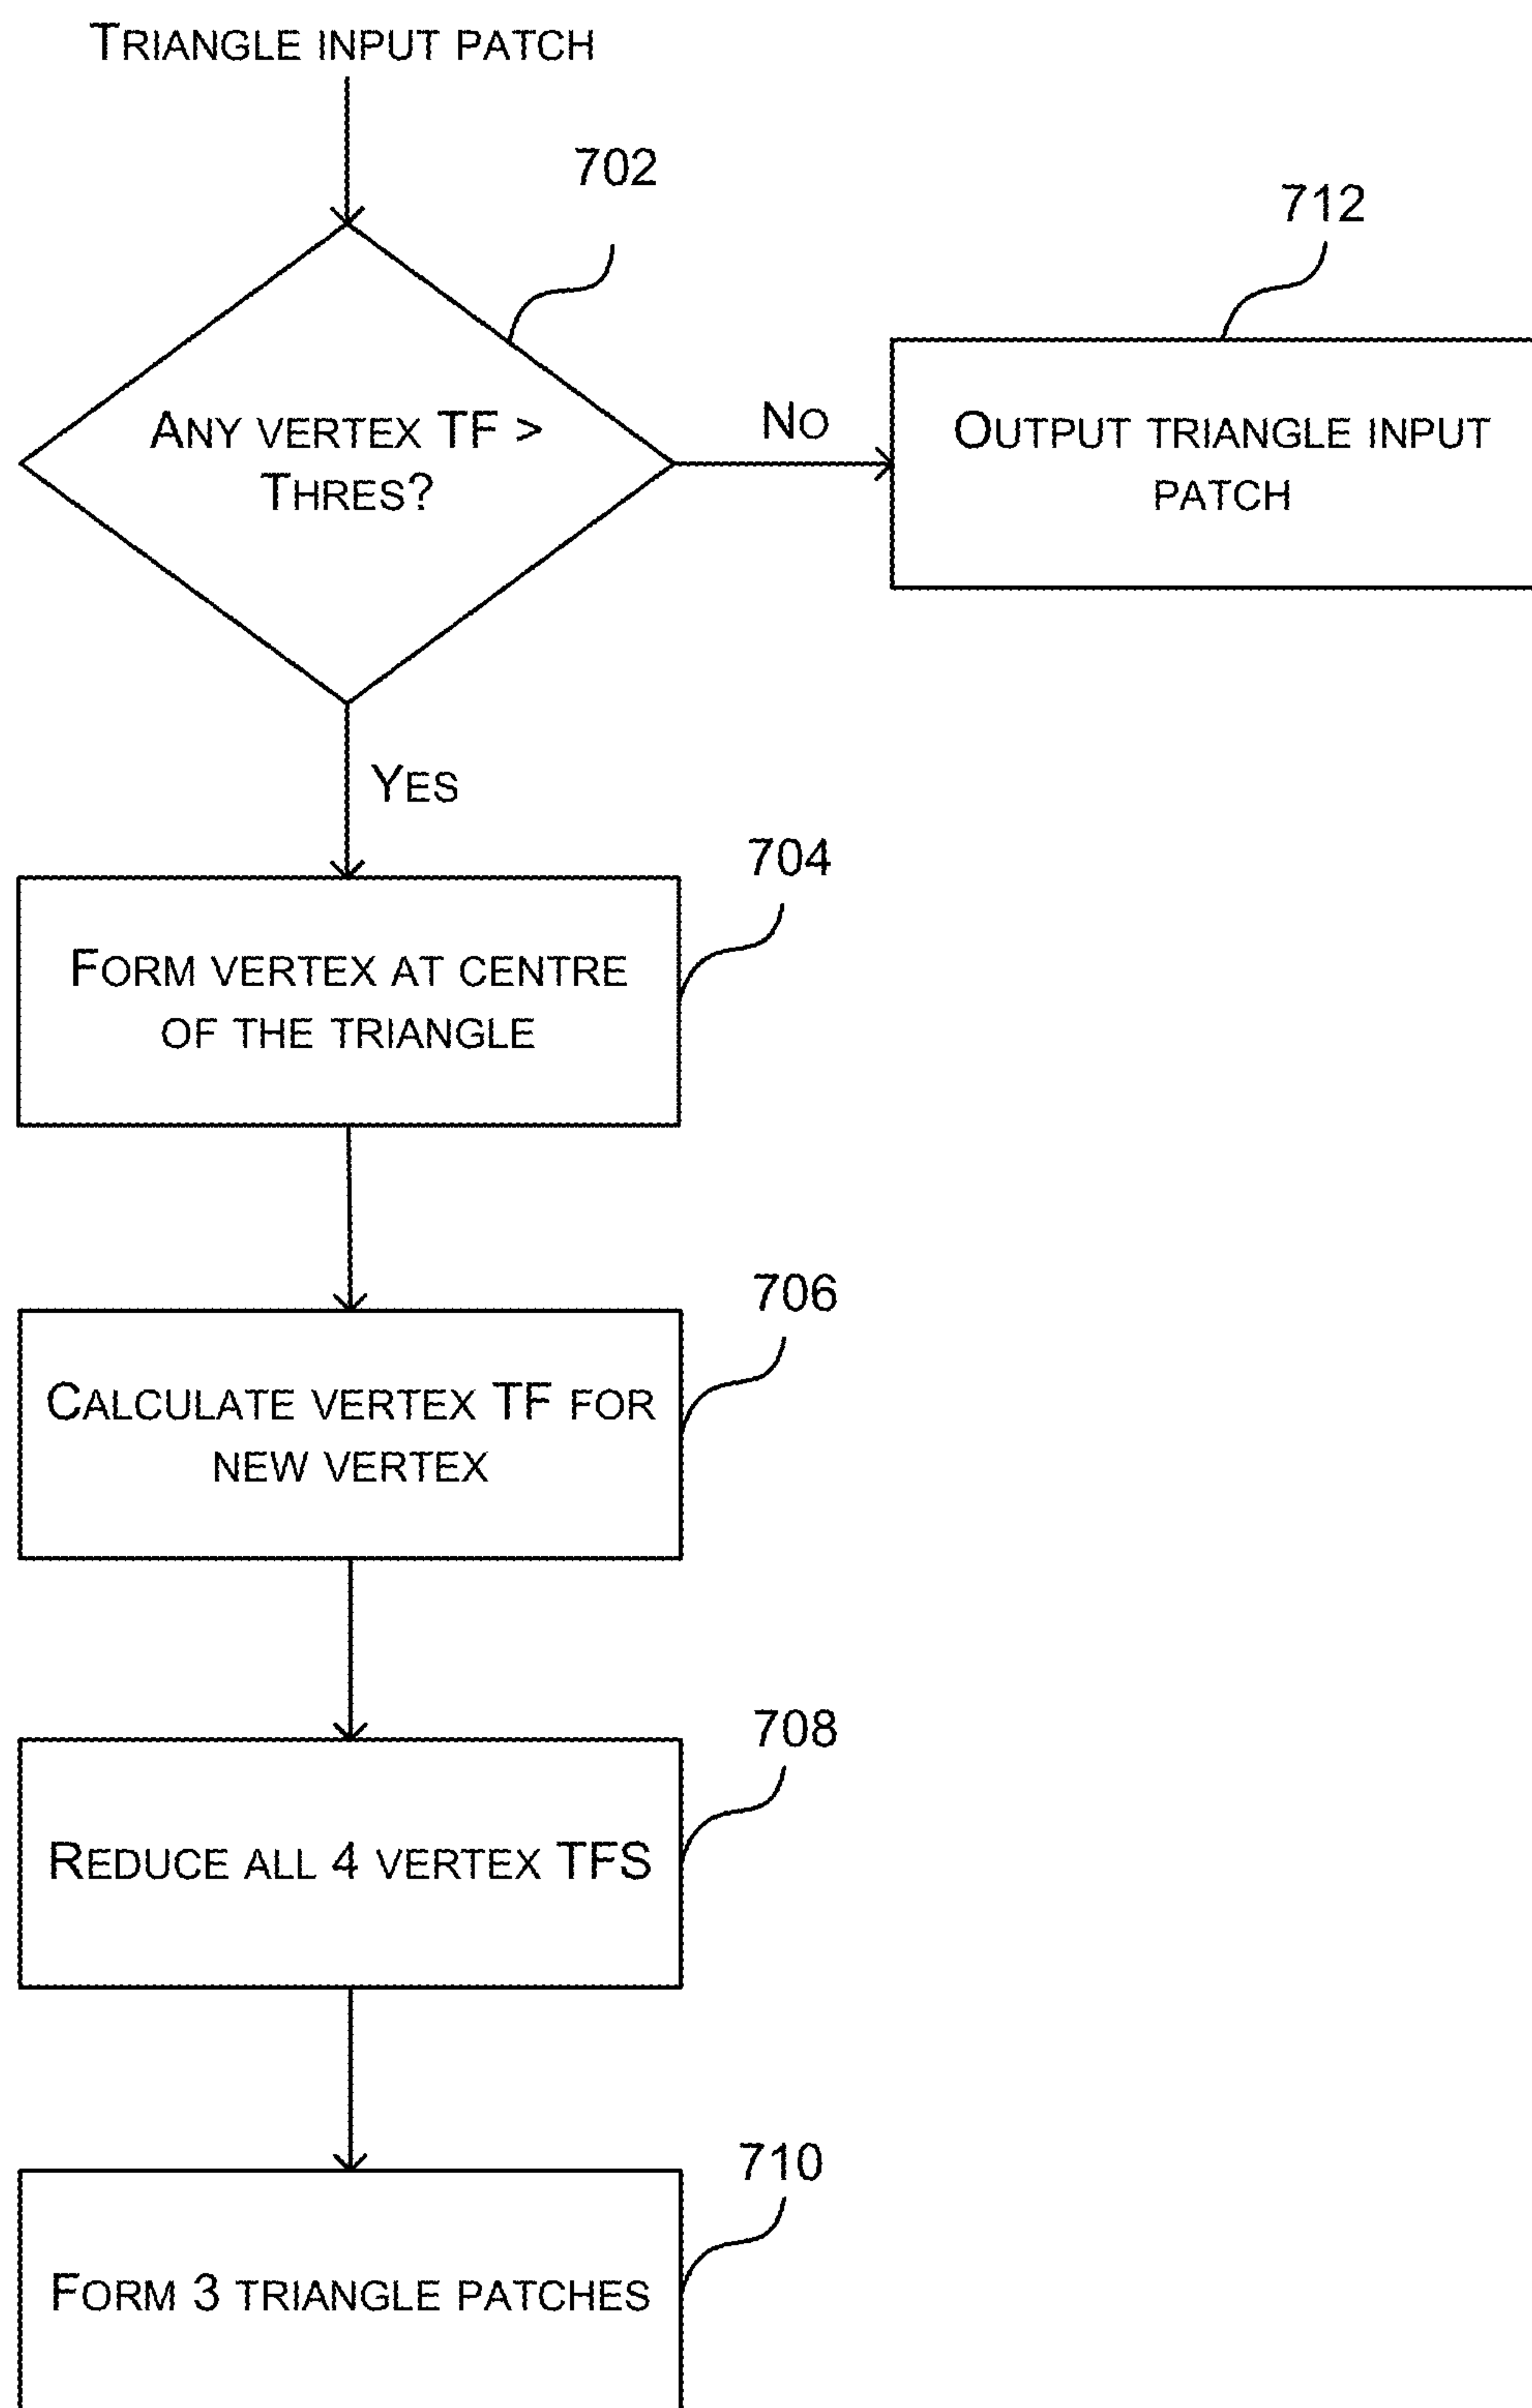 TRIANGLE INPUT PATCH
702
712
ANY VERTEX TF >
THRES?
NO
OUTPUT TRIANGLE INPUT
PATCH
YES
704
FORM VERTEX AT CENTRE
OF THE TRIANGLE
706
CALCULATE VERTEX TF FOR
NEW VERTEX
708
REDUCE ALL 4 VERTEX TFS
710
FORM 3 TRIANGLE PATCHES